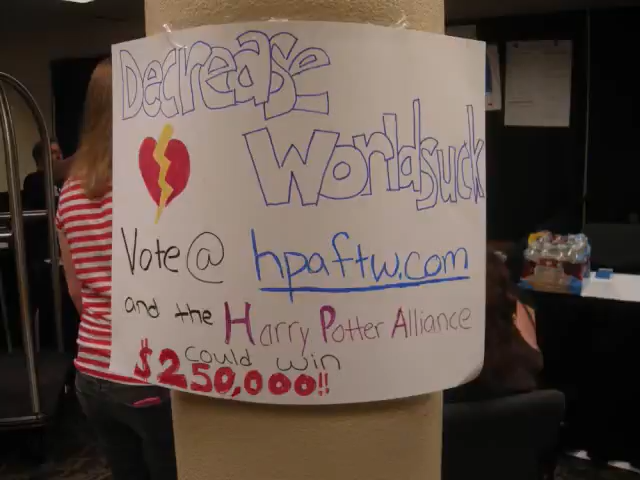 Decrease
Worldsuck
Vote @ hpaftw.com
and the Harry Potter Alliance
could win
$250,000!!